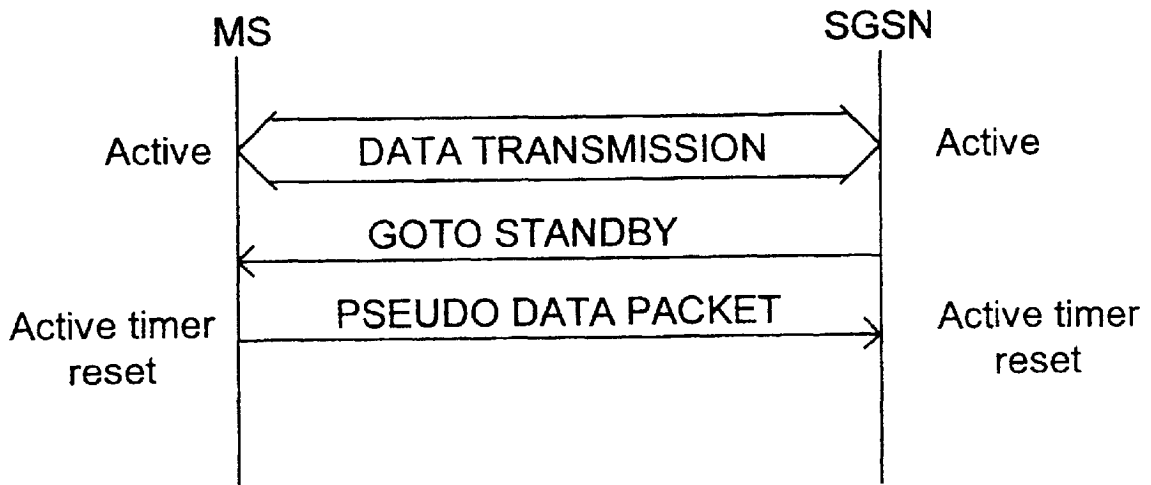 MS
SGSN
Active
DATA TRANSMISSION
Active
GOTO STANDBY
Active timer
reset
PSEUDO DATA PACKET
Active timer
reset